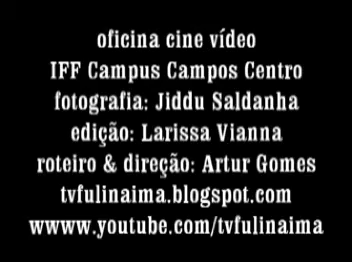 oficina cine vídeo
IFF Campus Campos Centro
fotografia: Jiddu Saldanha
edição: Larissa Vianna
roteiro & direção: Artur Gomes
tvfulinaima.blogspot.com
wwww.youtube.com/tvfulinaima